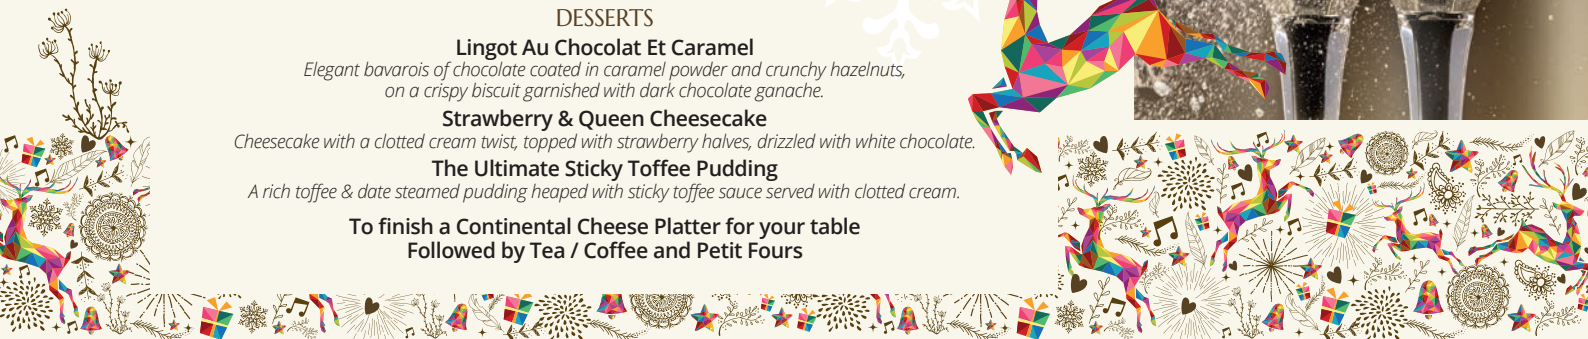 DESSERTS
Lingot Au Chocolat Et Caramel
Elegant bavarois of chocolate coated in caramel powder and crunchy hazelnuts,
on a crispy biscuit garnished with dark chocolate ganache.
Strawberry & Queen Cheesecake
Cheesecake with a clotted cream twist, topped with strawberry halves, drizzled with white chocolate.
The Ultimate Sticky Toffee Pudding
A rich toffee & date steamed pudding heaped with sticky toffee sauce served with clotted cream.
To finish a Continental Cheese Platter for your table
Followed by Tea / Coffee and Petit Fours